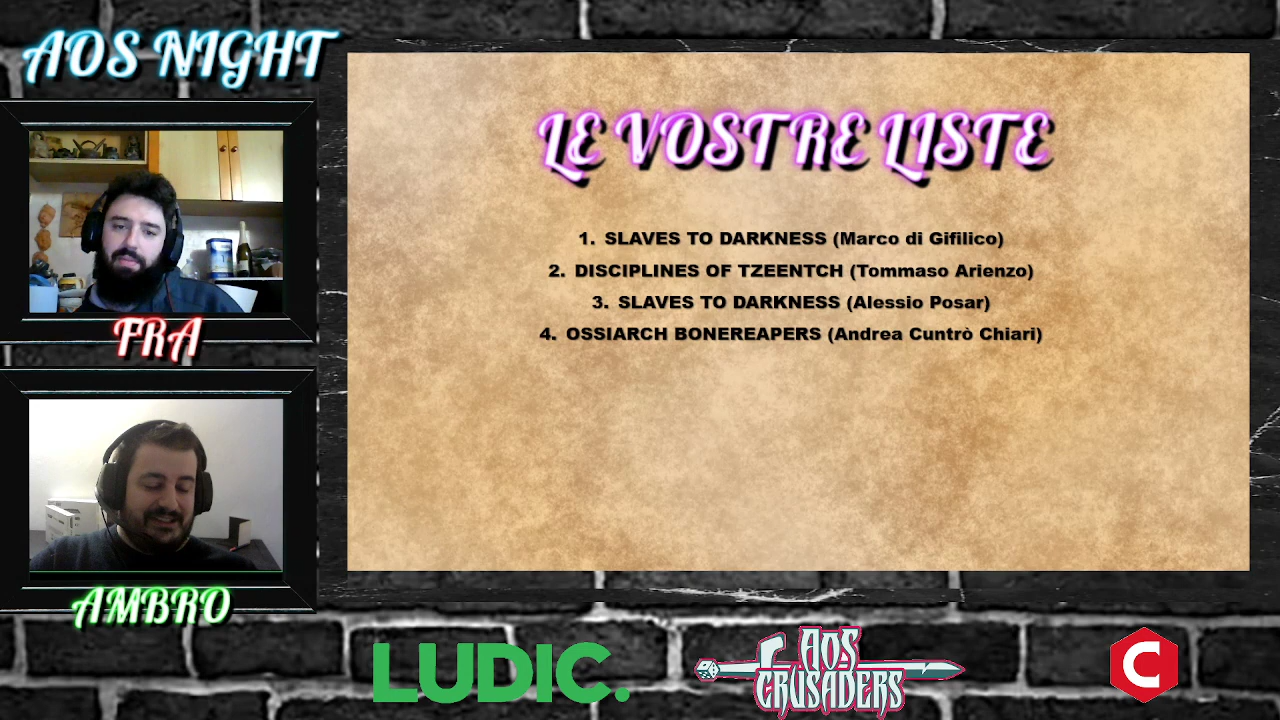 AOS NIGHT
FRA
AMBRO
LE VOSTRE LISTE
1. SLAVES TO DARKNESS (Marco di Gifilico)
2. DISCIPLINES OF TZEENTCH (Tommaso Arienzo)
3. SLAVES TO DARKNESS (Alessio Posar)
4. OSSIARCH BONEREAPERS (Andrea Cuntrò Chiari)
LUDIC.
AOS
CRUSADERS
C